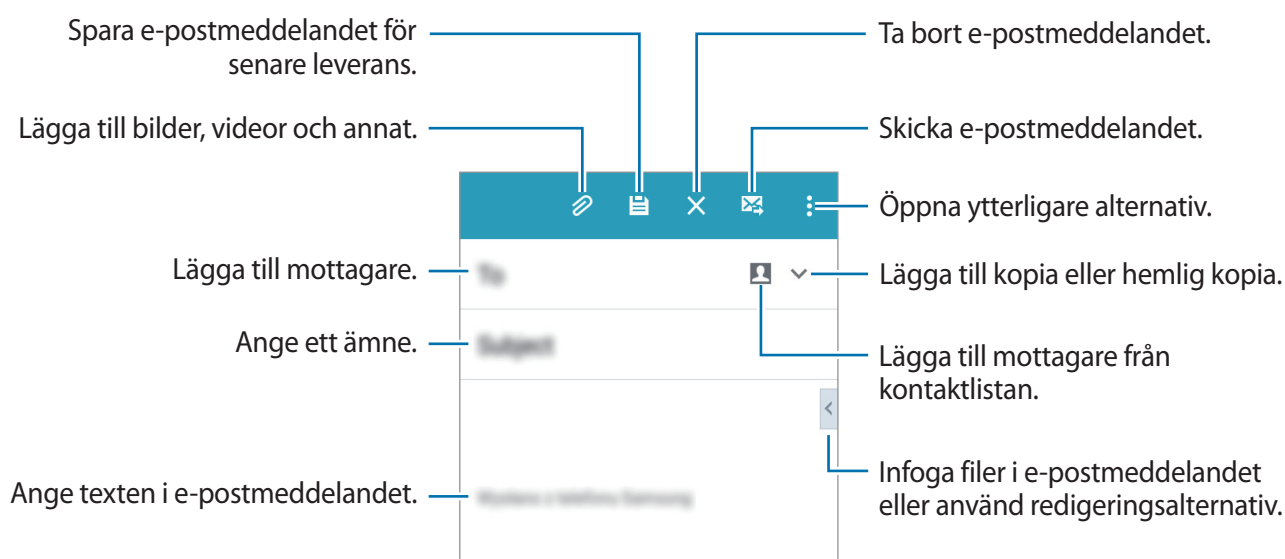 Spara e-postmeddelandet för
senare leverans.
Ta bort e-postmeddelandet.
Lägga till bilder, videor och annat.
Skicka e-postmeddelandet.
Öppna ytterligare alternativ.
Lägga till mottagare.
To
Lägga till kopia eller hemlig kopia.
Ange ett ämne.
Subject
Lägga till mottagare från
kontaktlistan.
Infoga filer i e-postmeddelandet
eller använd redigeringsalternativ.
Ange texten i e-postmeddelandet.